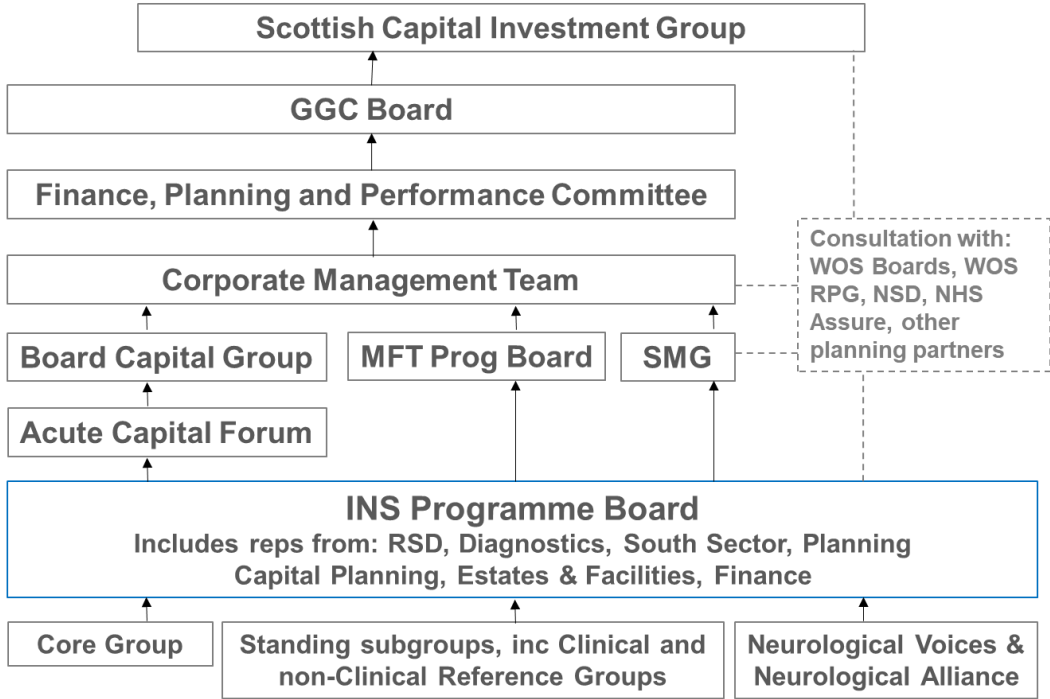 Scottish Capital Investment Group
GGC Board
Finance, Planning and Performance Committee
Consultation with:
WOS Boards, WOS
RPG, NSD, NHS
Assure, other
planning partners
Corporate Management Team
Board Capital Group
MFT Prog Board
SMG
Acute Capital Forum
INS Programme Board
Includes reps from: RSD, Diagnostics, South Sector, Planning
Capital Planning, Estates & Facilities, Finance
Core Group
Standing subgroups, inc Clinical and
non-Clinical Reference Groups
Neurological Voices &
Neurological Alliance